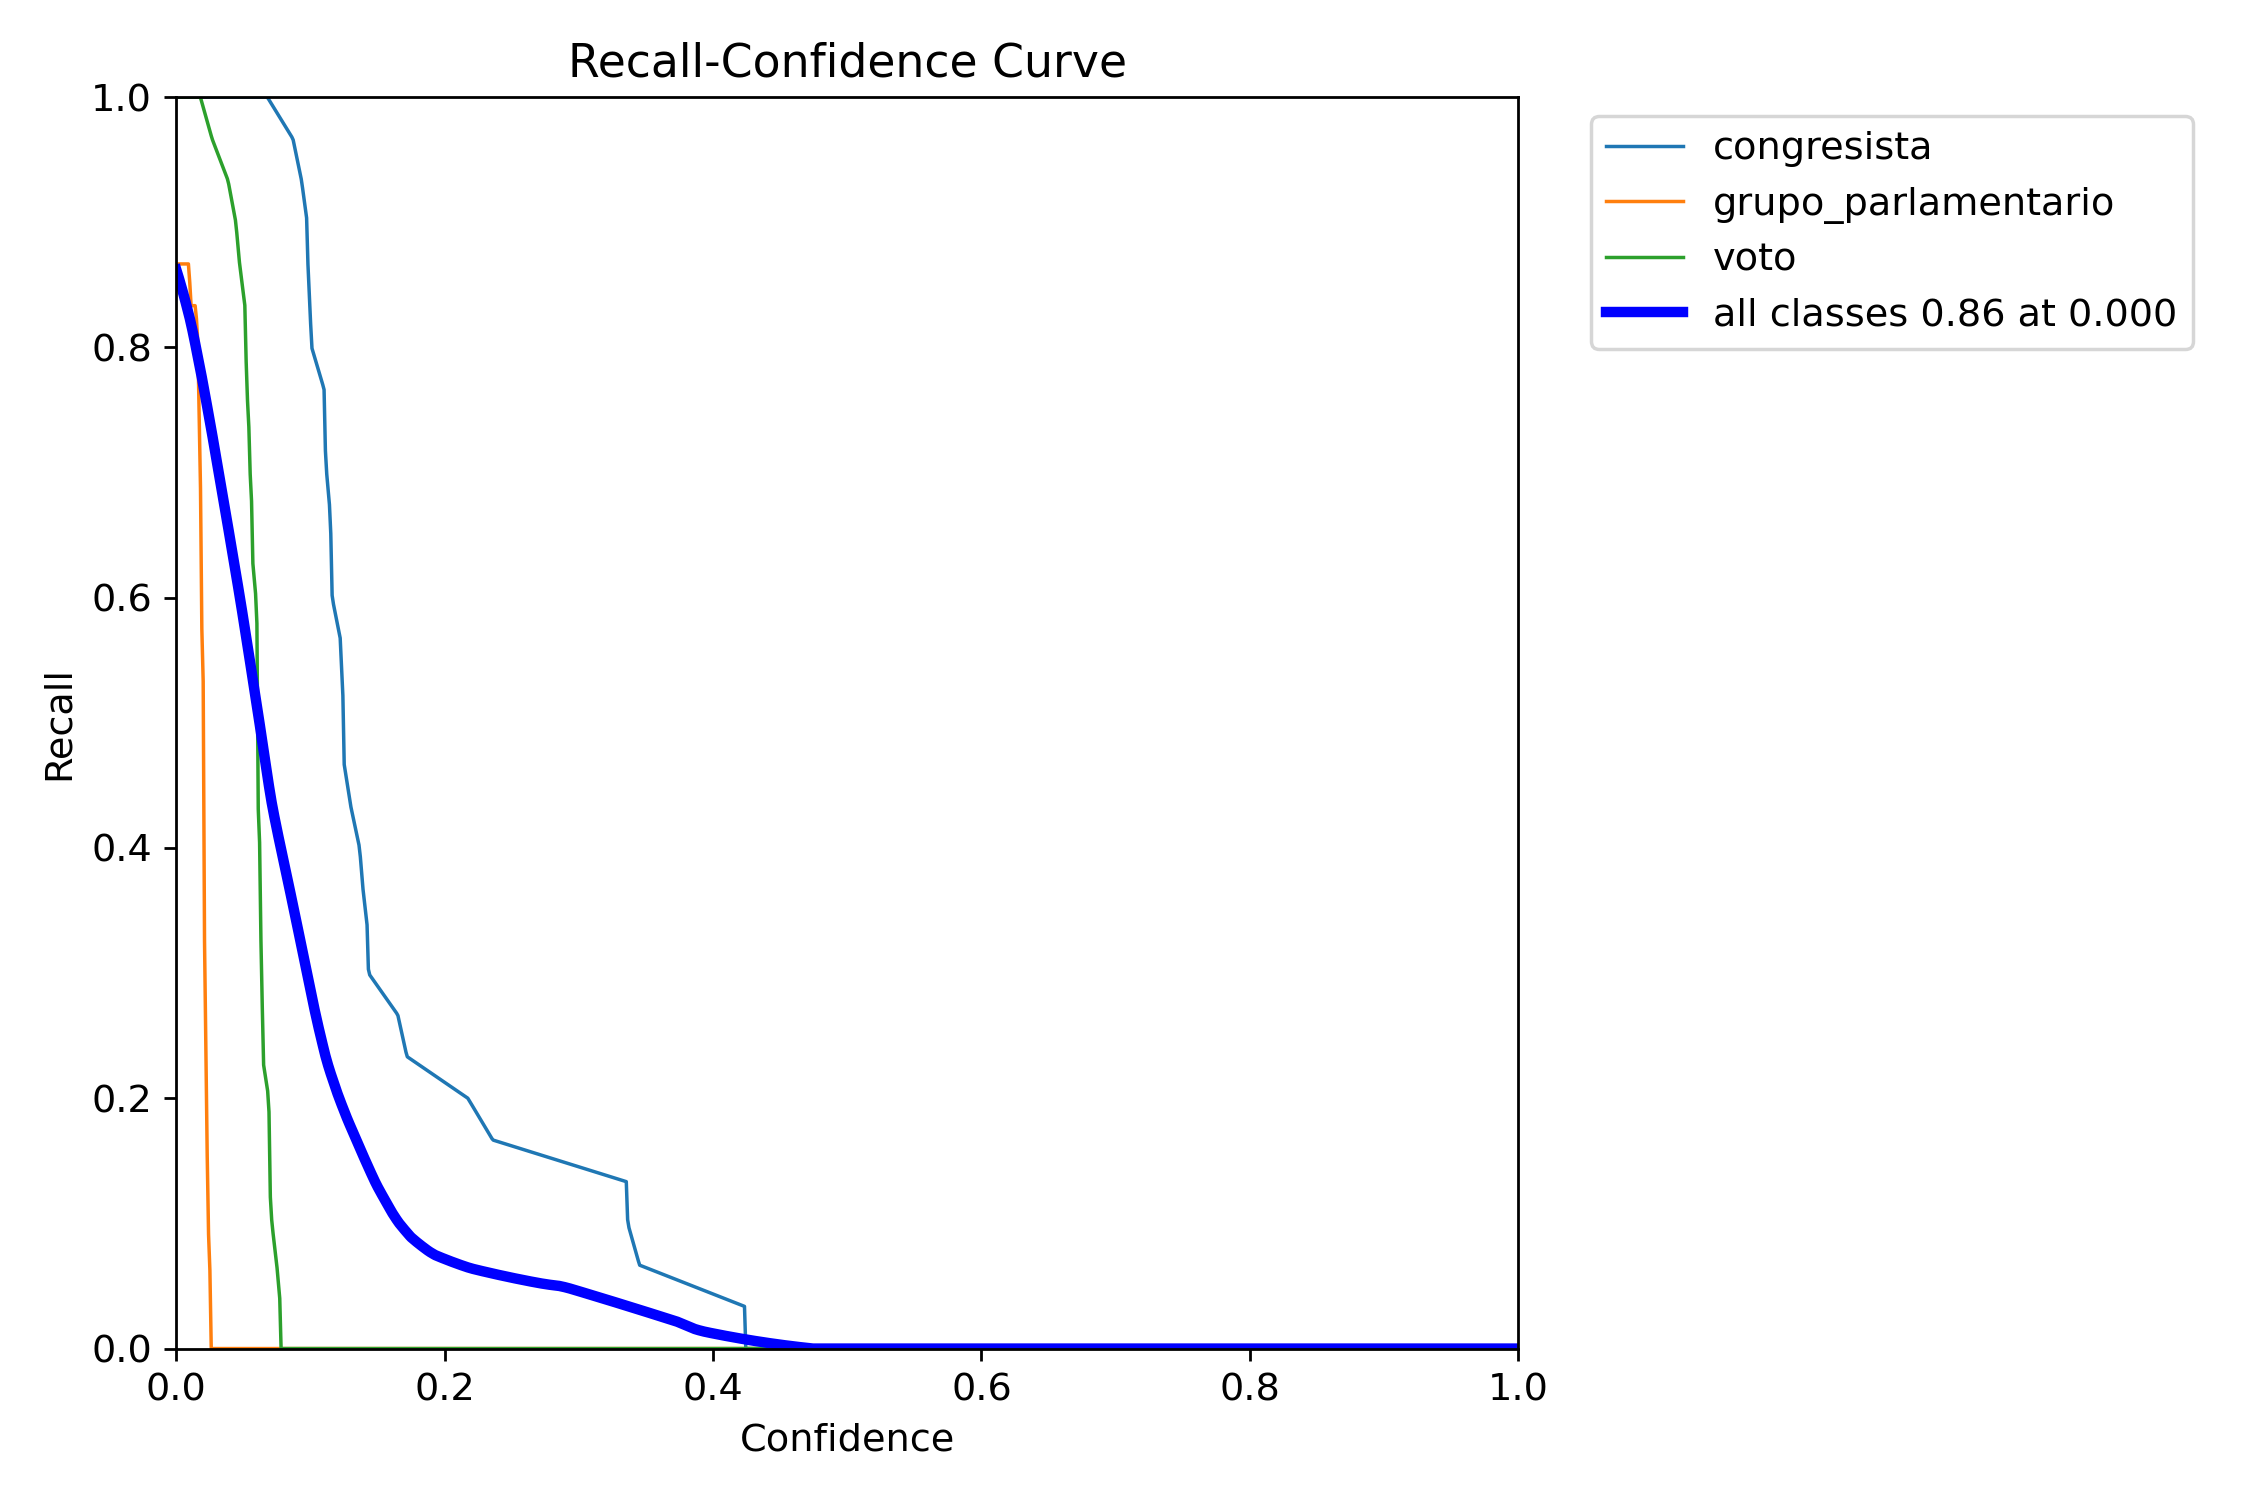 Recall-Confidence Curve
1.0
0.8
0.6
0.4
0.2
0.0
Recall
0.0 0.2 0.4 0.6 0.8 1.0
Confidence
congresista
grupo_parlamentario
voto
all classes 0.86 at 0.000